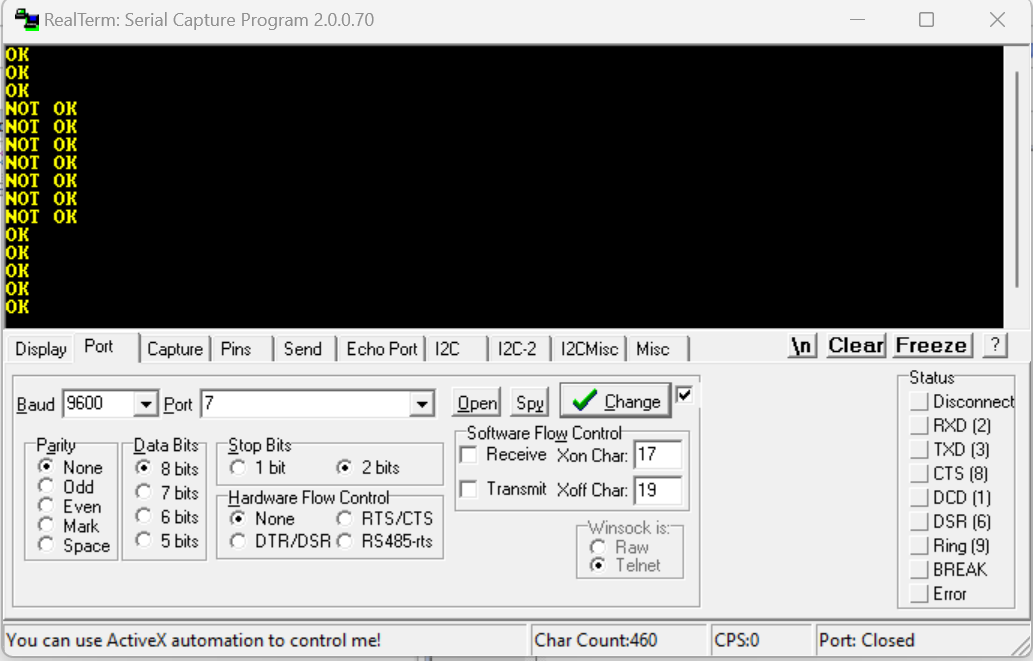 RealTerm: Serial Capture Program 2.0.0.70
OK
OK
OK
NOT OK
NOT OK
NOT OK
NOT OK
NOT OK
NOT OK
NOT OK
OK
OK
OK
OK
OK
Display Port Capture Pins Send Echo Port I2C I2C-2 I2CMisc Misc \n Clear Freeze ?
Baud 9600 Port 7 Open Spy Change
Parity
None
Odd
Even
Mark
Space
Data Bits
8 bits
7 bits
6 bits
5 bits
Stop Bits
1 bit 2 bits
Hardware Flow Control
None RTS/CTS
DTR/DSR RS485-rts
Software Flow Control
Receive Xon Char: 17
Transmit Xoff Char: 19
Winsock is:
Raw
Telnet
Status
Disconnect
RXD (2)
TXD (3)
CTS (8)
DCD (1)
DSR (6)
Ring (9)
BREAK
Error
You can use ActiveX automation to control me! Char Count:460 CPS:0 Port: Closed